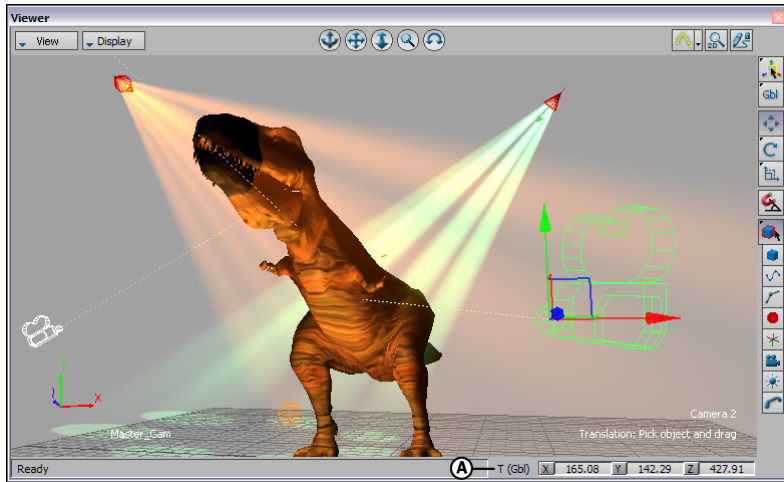 Viewer
View
Display
2D
Gbl
Y
X
Camera 2
Master_Cam
Translation: Pick object and drag
Ready
A
T (Gbl) X 165.08 Y 142.29 Z 427.91